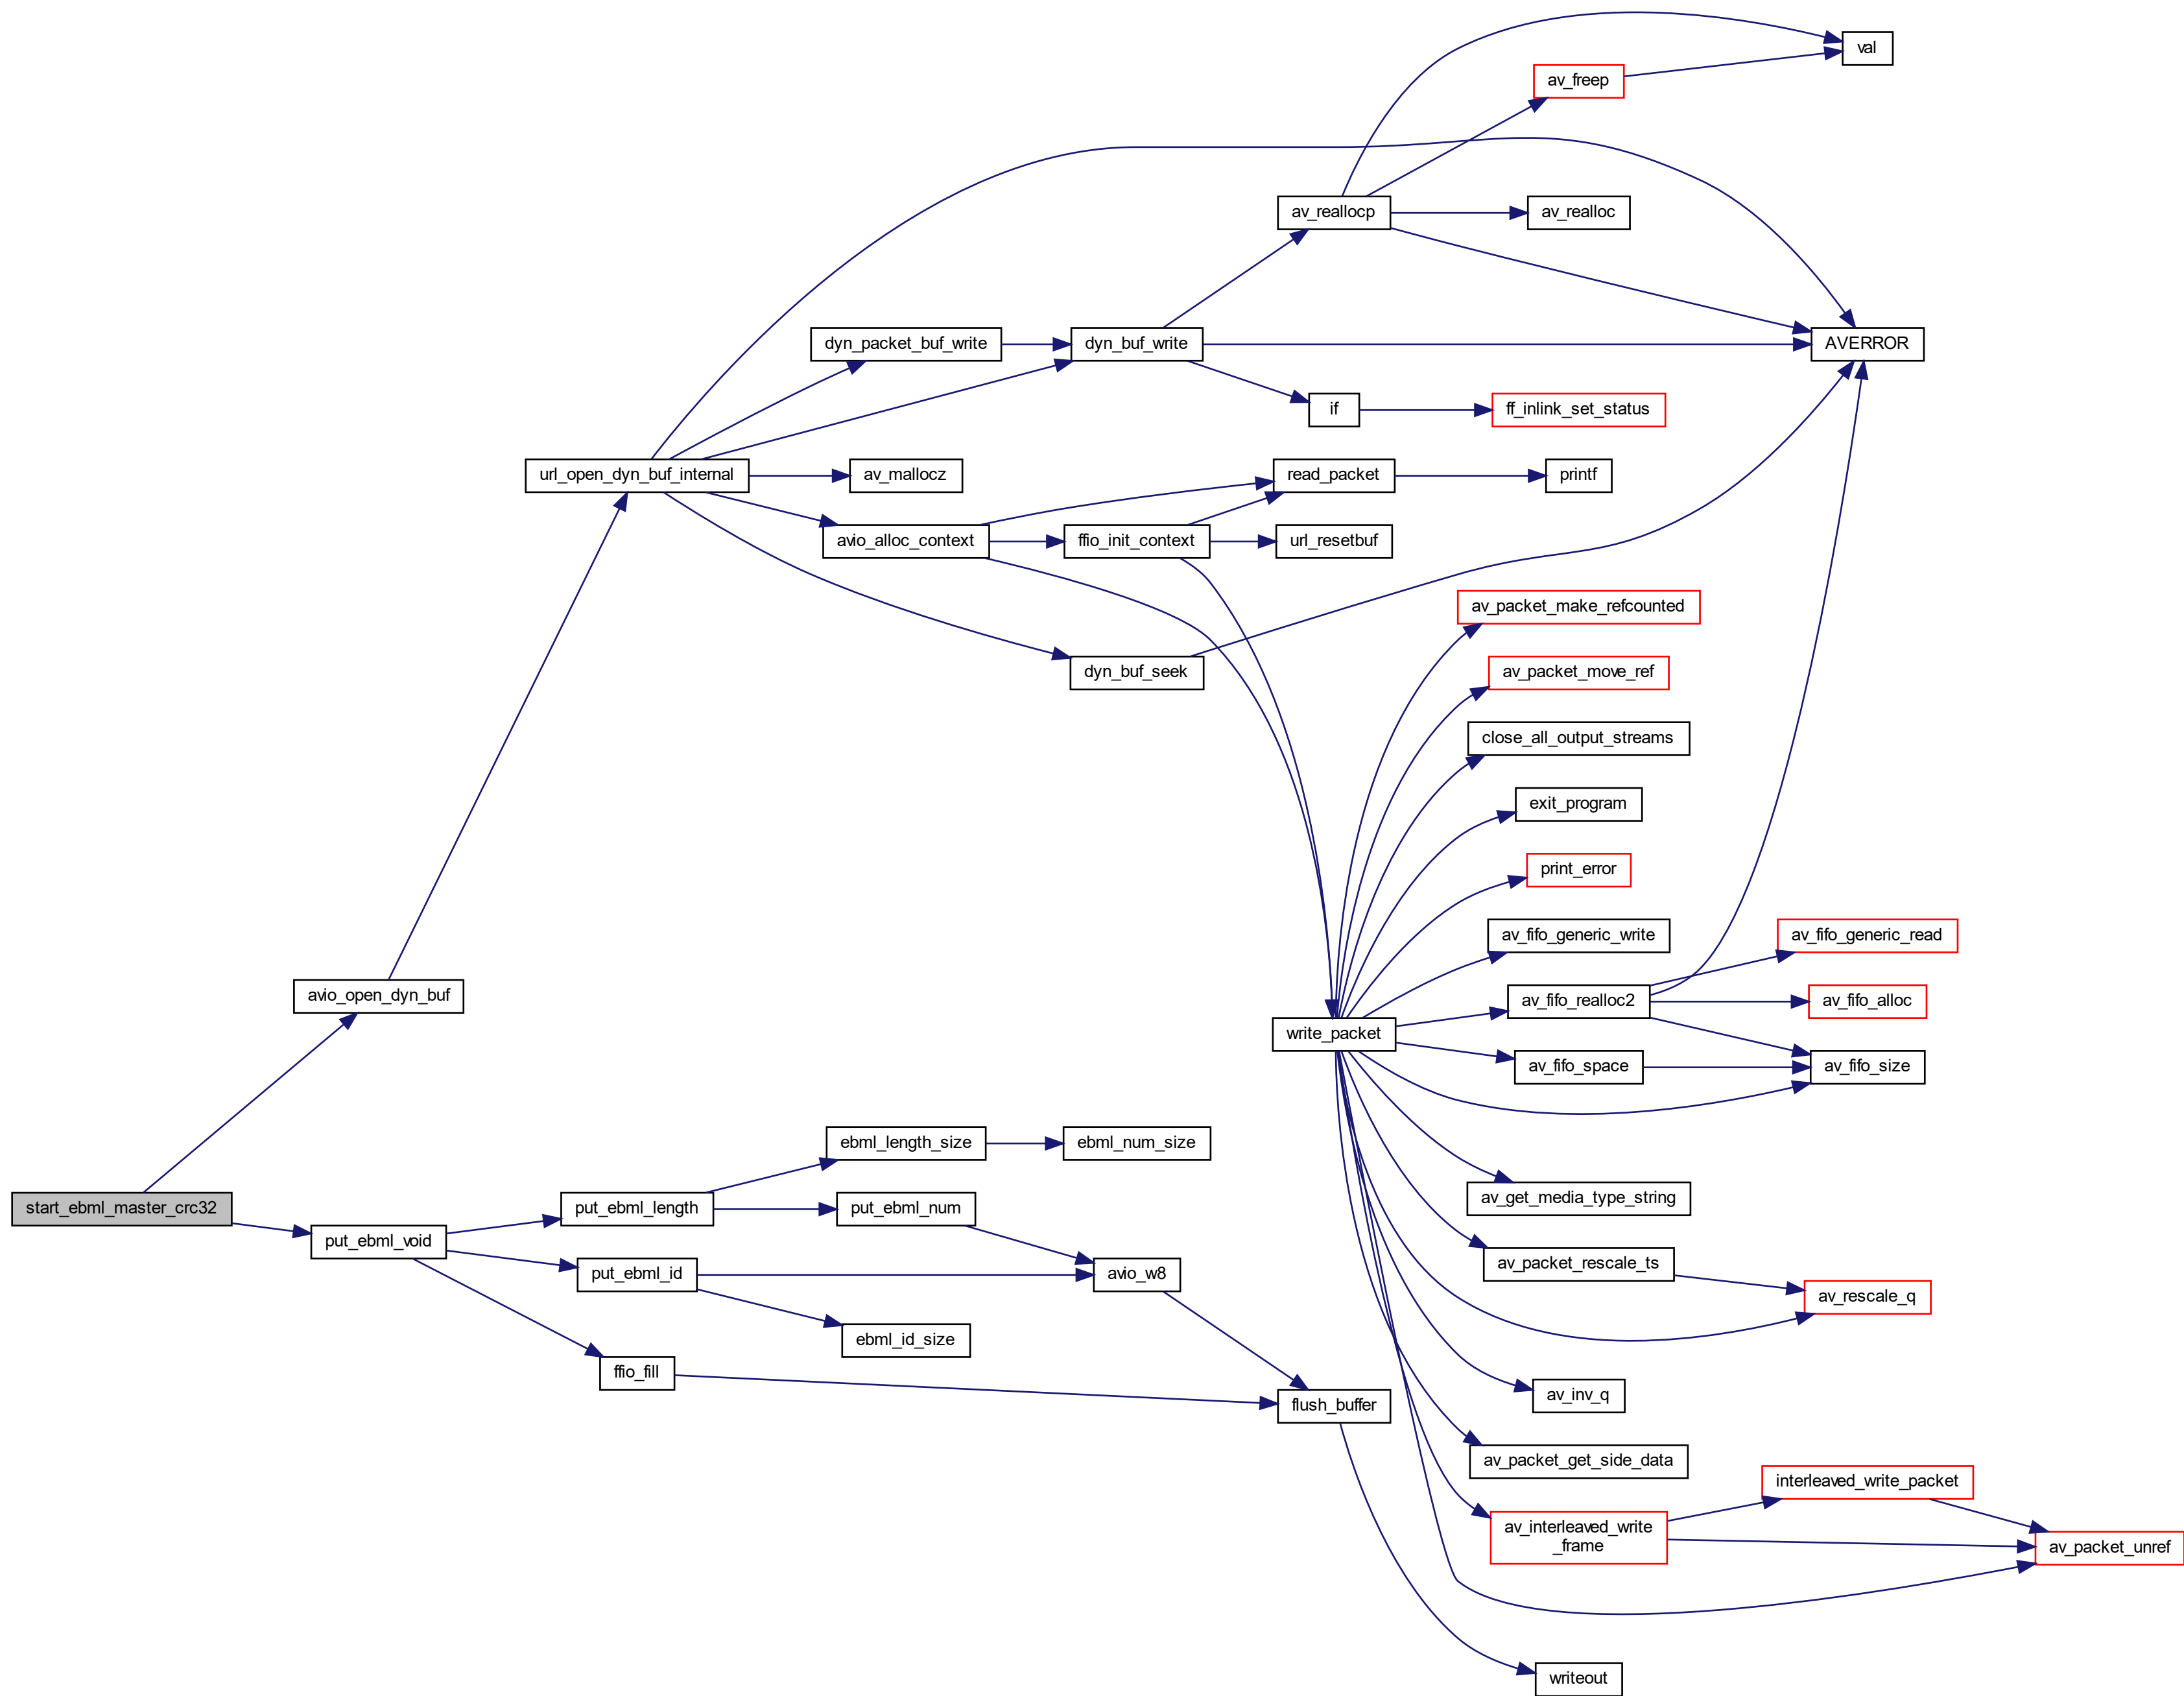 val
av_freep
av_reallocp
av_realloc
dyn_packet_buf_write
dyn_buf_write
AVERROR
if
ff_inlink_set_status
url_open_dyn_buf_internal
av_mallocz
read_packet
printf
avio_alloc_context
ffio_init_context
url_resetbuf
av_packet_make_refcounted
dyn_buf_seek
av_packet_move_ref
close_all_output_streams
exit_program
print_error
av_fifo_generic_write
av_fifo_generic_read
avio_open_dyn_buf
av_fifo_realloc2
av_fifo_alloc
write_packet
av_fifo_space
av_fifo_size
ebml_length_size
ebml_num_size
av_get_media_type_string
start_ebml_master_crc32
put_ebml_length
put_ebml_num
put_ebml_void
av_packet_rescale_ts
put_ebml_id
avio_w8
av_rescale_q
ebml_id_size
ffio_fill
flush_buffer
av_inv_q
av_packet_get_side_data
interleaved_write_packet
av_interleaved_write
_frame
av_packet_unref
writeout